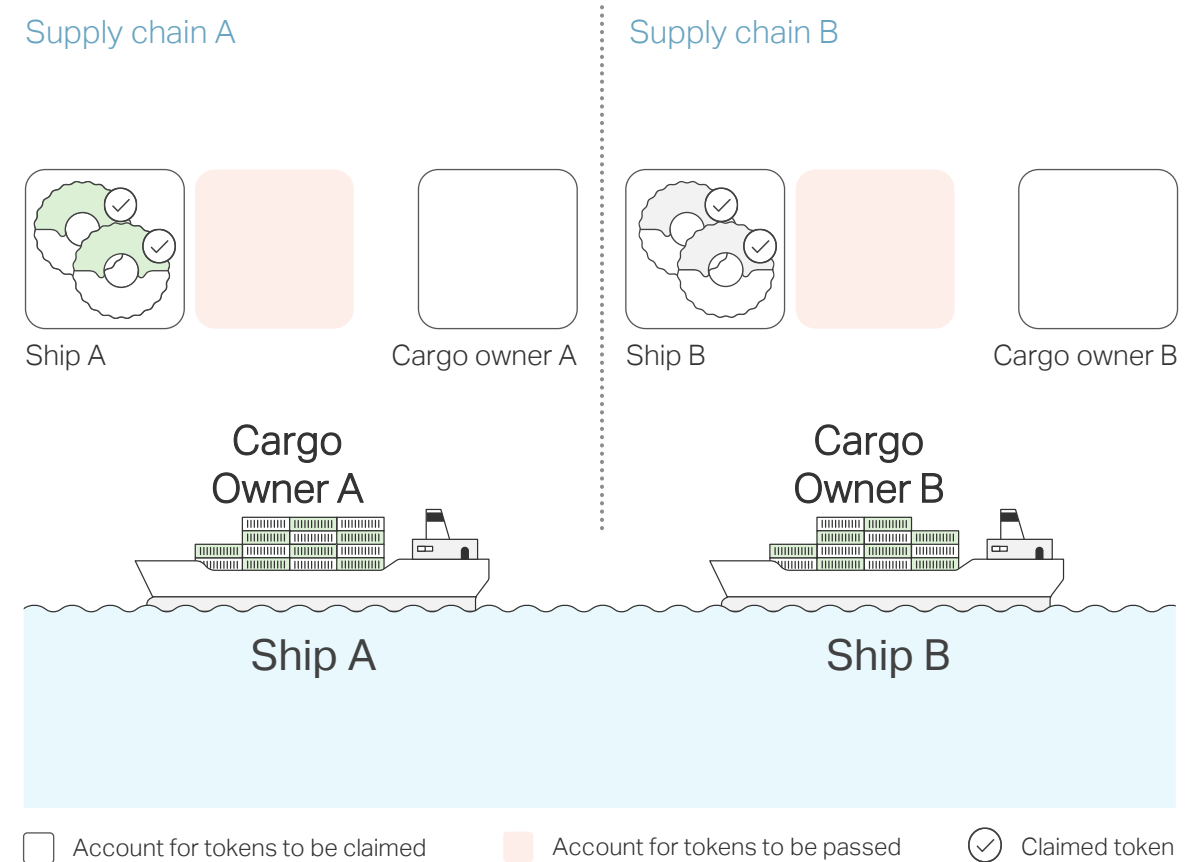 Supply chain A
Supply chain B
Ship A
Cargo owner A
Ship B
Cargo owner B
Cargo
Owner A
Cargo
Owner B
Ship A
Ship B
Account for tokens to be claimed
Account for tokens to be passed
Claimed token